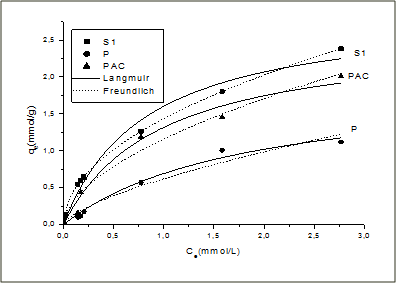 2,5
2,0
1,5
1,0
0,5
0,0
qe(mmol/g)
S1
P
PAC
Langmuir
Freundlich
S1
PAC
P
0,0 0,5 1,0 1,5 2,0 2,5 3,0
Ce(mmol/L)